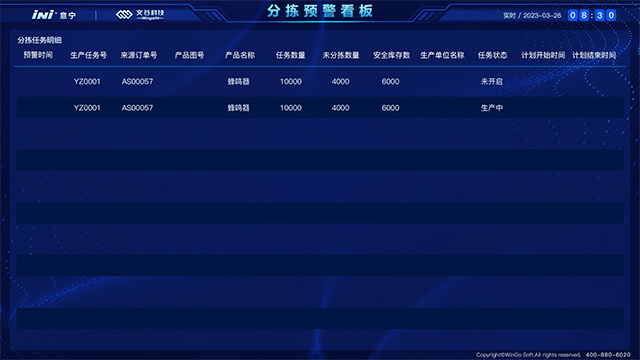 iNi 意宁 文谷科技 —WinGoSoft— 分拣预警看板 实时 / 2023-03-26 08:30
分拣任务明细
预警时间 生产任务号 来源订单号 产品图号 产品名称 任务数量 未分拣数量 安全库存数 生产单位名称 任务状态 计划开始时间 计划结束时间
YZ0001 AS00057 蜂鸣器 10000 4000 6000 未开启
YZ0001 AS00057 蜂鸣器 10000 4000 6000 生产中
Copyright©WinGo Soft.All rights reserved. 400-880-6020